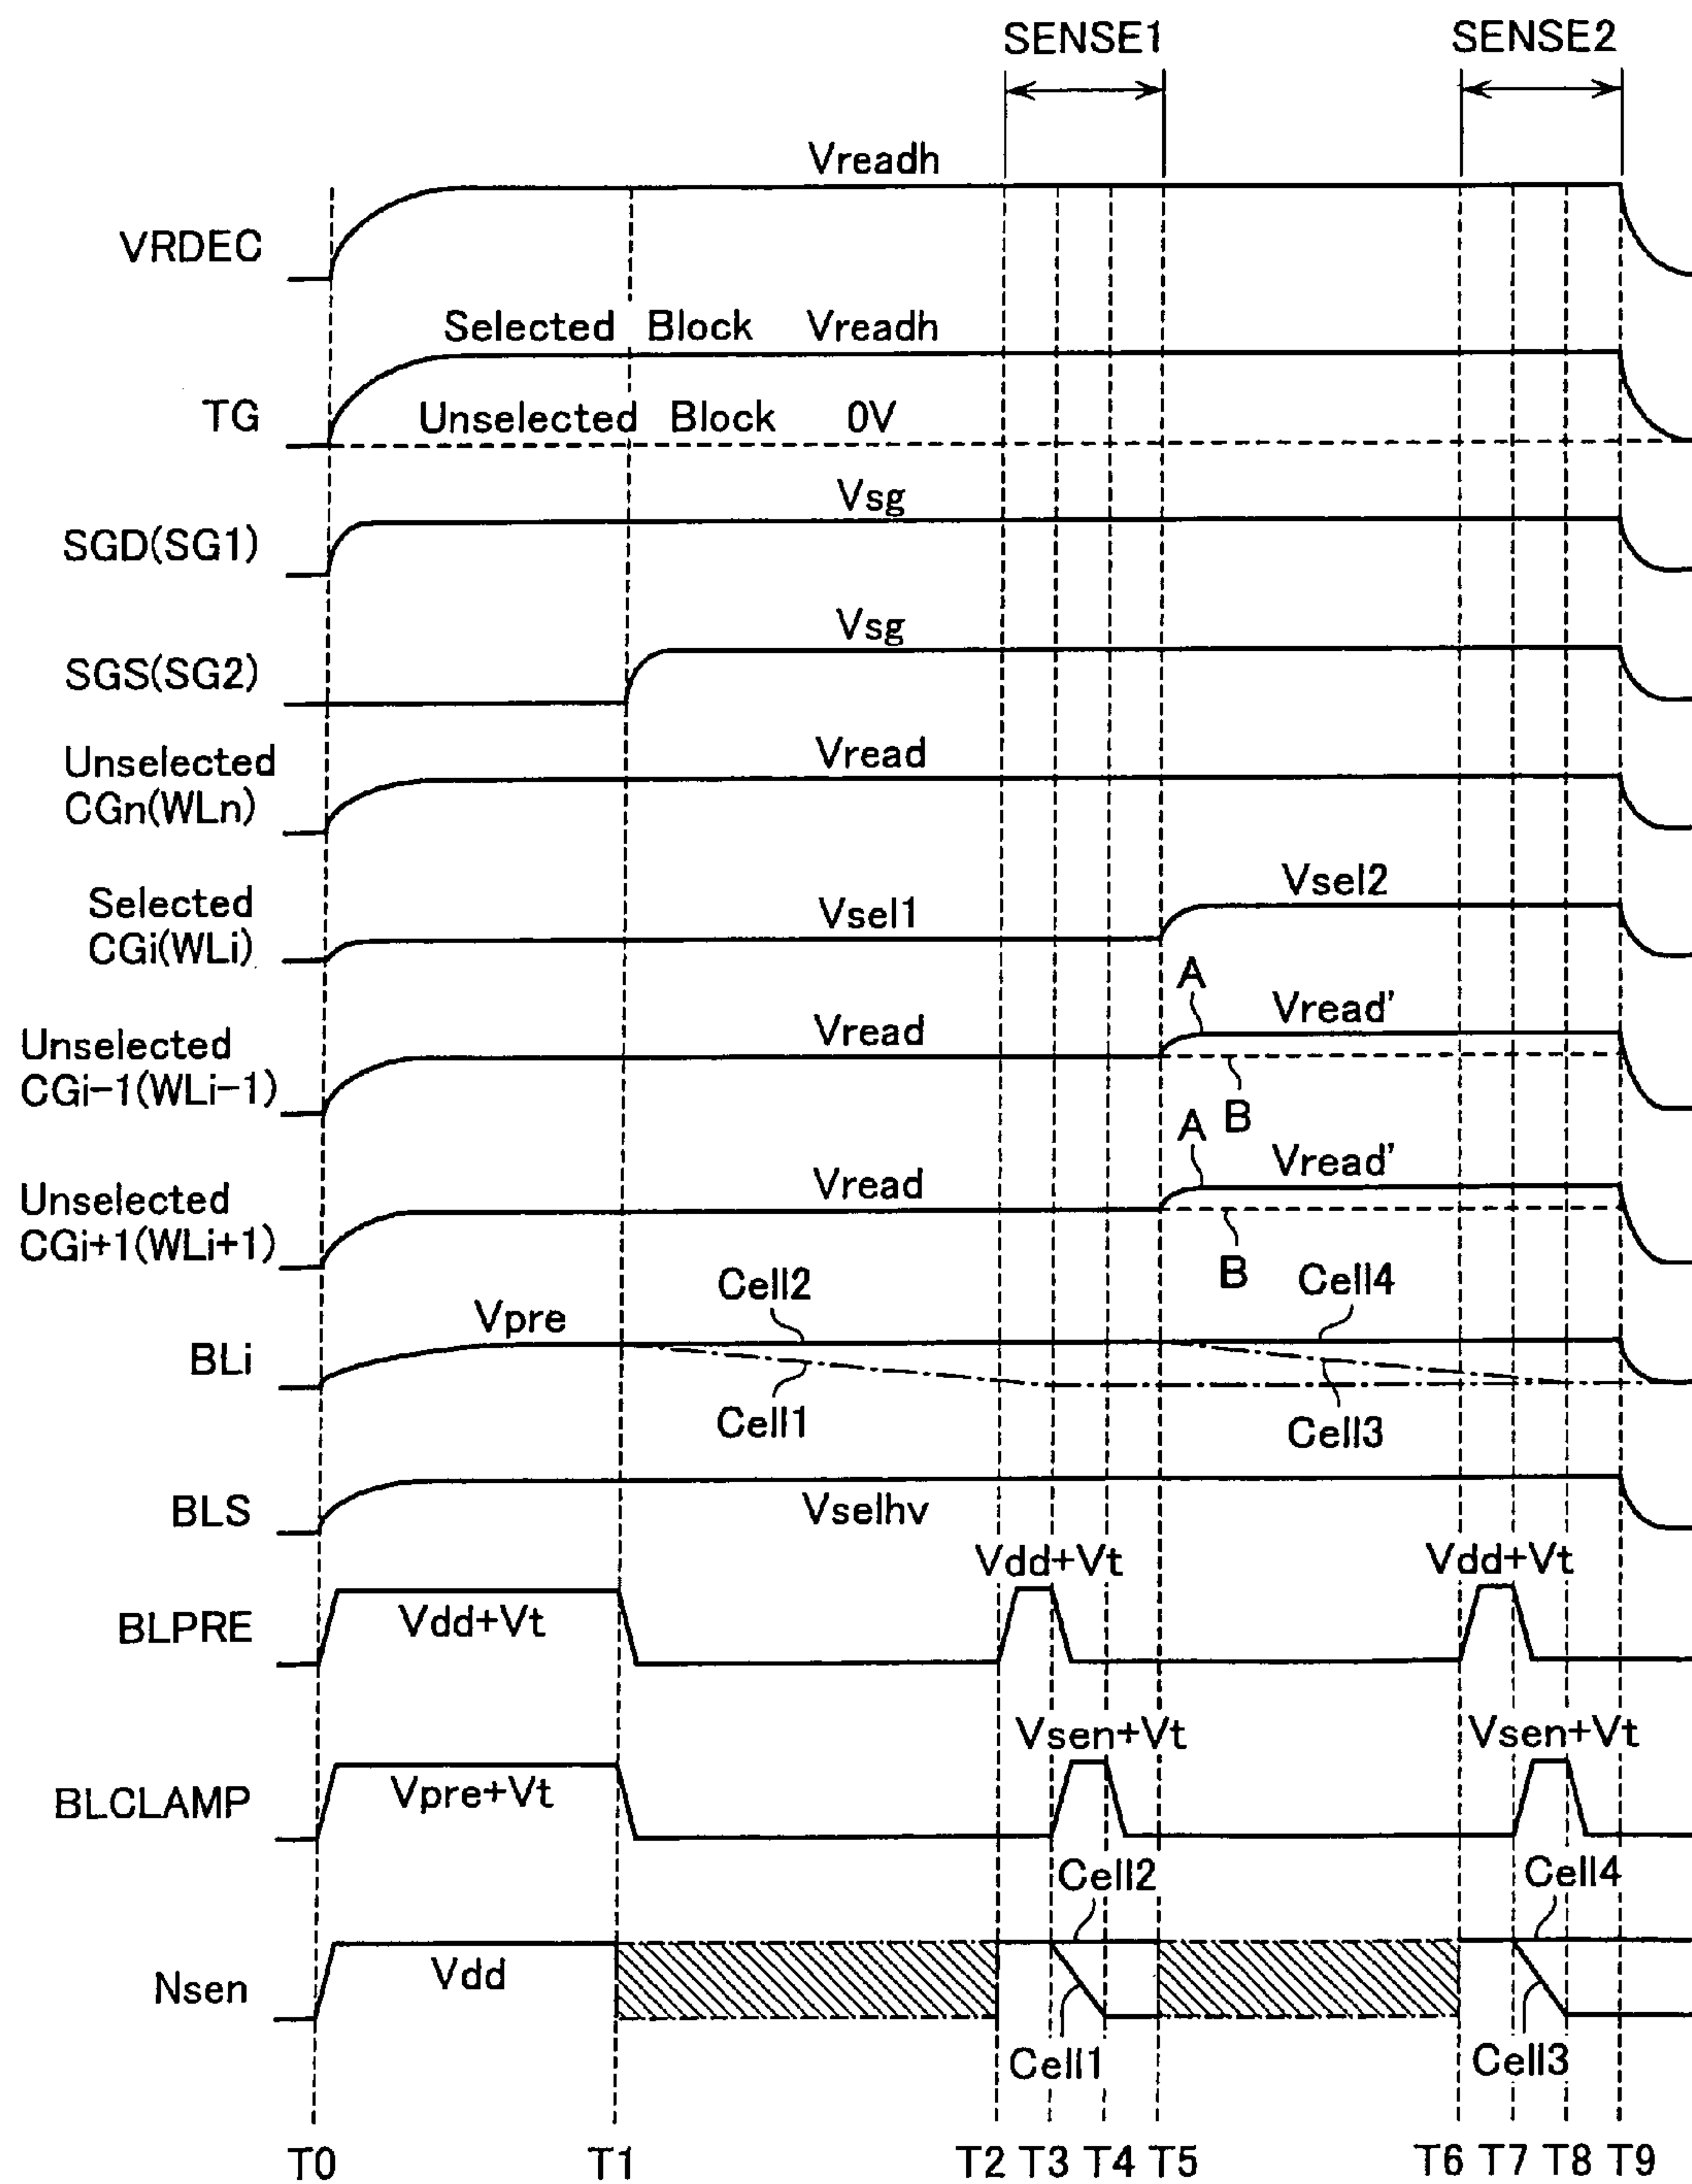 SENSE1 SENSE2
Vreadh
VRDEC
Selected Block Vreadh
TG
Unselected Block 0V
Vsg
SGD(SG1)
Vsg
SGS(SG2)
Unselected
CGn(WLn)
Vread
Selected
CGi(WLi)
Vsel1
Vsel2
A
Unselected
CGi-1(WLi-1)
Vread
Vread'
B
A
Unselected
CGi+1(WLi+1)
Vread
Vread'
B
Cell2
Cell4
Vpre
BLi
Cell1
Cell3
BLS
Vselhv
Vdd+Vt
Vdd+Vt
BLPRE
Vdd+Vt
Vsen+Vt
Vsen+Vt
BLCLAMP
Vpre+Vt
Cell2
Cell4
Nsen
Vdd
Cell1
Cell3
T0 T1 T2 T3 T4 T5 T6 T7 T8 T9